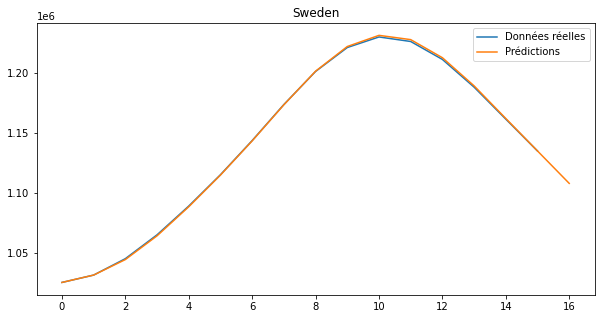 Sweden
1e6
Données réelles
Prédictions
1.20
1.15
1.10
1.05
0 2 4 6 8 10 12 14 16